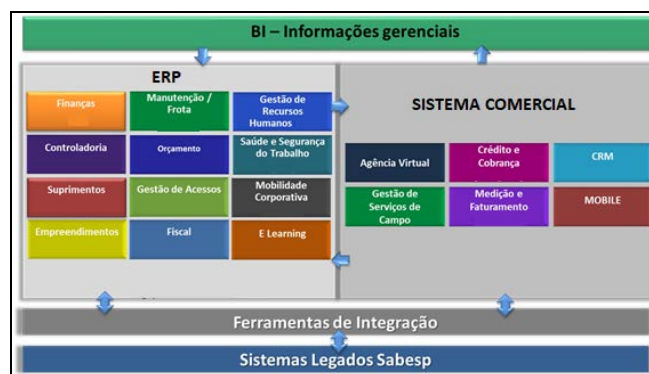 BI – Informações gerenciais
ERP
Finanças
Manutenção /
Frota
Gestão de
Recursos
Humanos
Controladoria
Orçamento
Saúde e Segurança
do Trabalho
Suprimentos
Gestão de Acessos
Mobilidade
Corporativa
Empreendimentos
Fiscal
E Learning
SISTEMA COMERCIAL
Agência Virtual
Crédito e
Cobrança
CRM
Gestão de
Serviços de
Campo
Medição e
Faturamento
MOBILE
Ferramentas de Integração
Sistemas Legados Sabesp